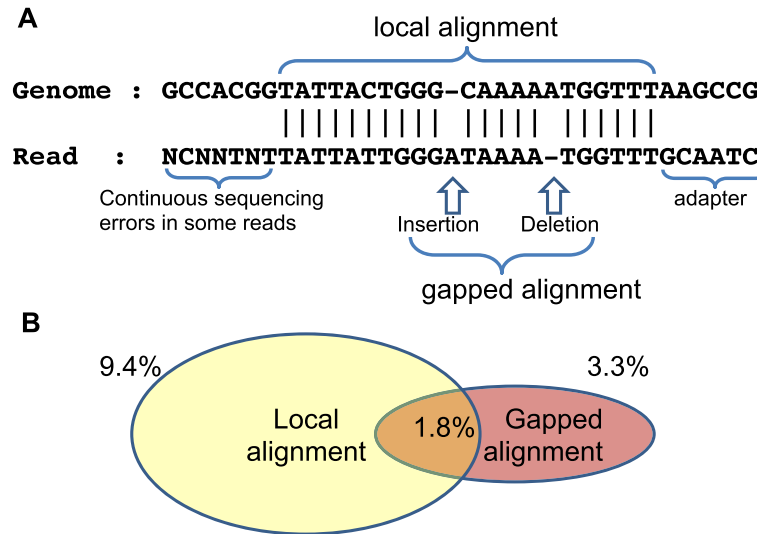 A
local alignment
Genome : GCCACGGTATTACTGGG-CAAAAATGGTTTAAGCCG
Read : NCNNTNTTATTATTGGGATAAAA-TGGTTTGCAATC
Continuous sequencing
errors in some reads
adapter
Insertion Deletion
gapped alignment
B
9.4% 3.3%
Local
alignment
1.8%
Gapped
alignment